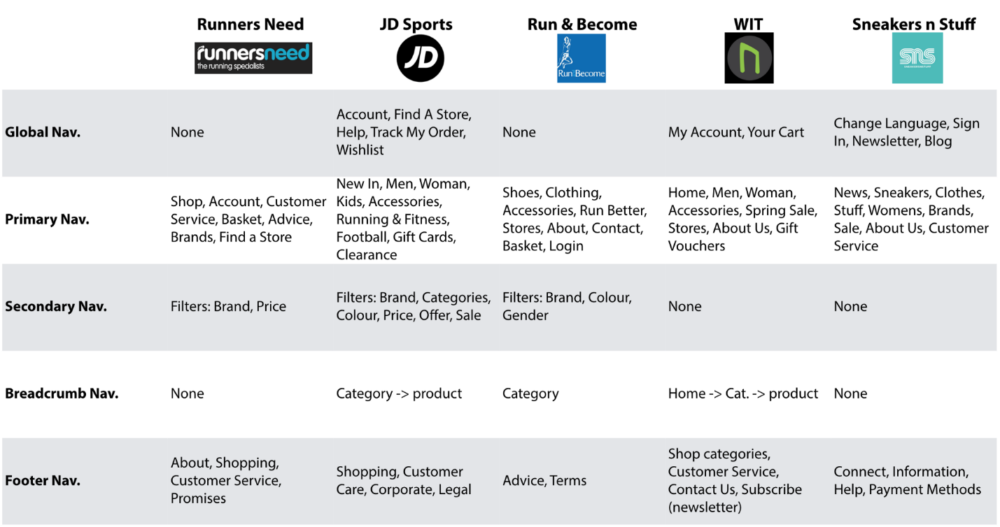 Runners Need
JD Sports
Run & Become
WIT
Sneakers n Stuff
runnersneed
the running specialists
JD
Run and Become
sns
SNEAKERSNSTUFF
Global Nav.
None
Account, Find A Store,
Help, Track My Order,
Wishlist
None
My Account, Your Cart
Change Language, Sign
In, Newsletter, Blog
Primary Nav.
Shop, Account, Customer
Service, Basket, Advice,
Brands, Find a Store
New In, Men, Woman,
Kids, Accessories,
Running & Fitness,
Football, Gift Cards,
Clearance
Shoes, Clothing,
Accessories, Run Better,
Stores, About, Contact,
Basket, Login
Home, Men, Woman,
Accessories, Spring Sale,
Stores, About Us, Gift
Vouchers
News, Sneakers, Clothes,
Stuff, Womens, Brands,
Sale, About Us, Customer
Service
Secondary Nav.
Filters: Brand, Price
Filters: Brand, Categories,
Colour, Price, Offer, Sale
Filters: Brand, Colour,
Gender
None
None
Breadcrumb Nav.
None
Category -> product
Category
Home -> Cat. -> product
None
Footer Nav.
About, Shopping,
Customer Service,
Promises
Shopping, Customer
Care, Corporate, Legal
Advice, Terms
Shop categories,
Customer Service,
Contact Us, Subscribe
(newsletter)
Connect, Information,
Help, Payment Methods